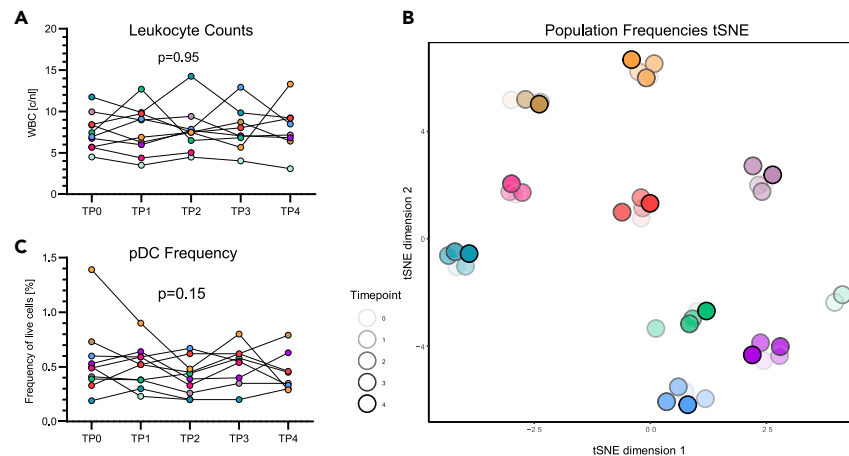 A
Leukocyte Counts
p=0.95
WBC [c/nl]
20
15
10
5
0
TP0 TP1 TP2 TP3 TP4
C
pDC Frequency
p=0.15
Frequency of live cells [%]
1.5
1.0
0.5
0.0
TP0 TP1 TP2 TP3 TP4
Timepoint
0
1
2
3
4
B
Population Frequencies tSNE
tSNE dimension 2
4
0
−4
−2.5 0.0 2.5
tSNE dimension 1